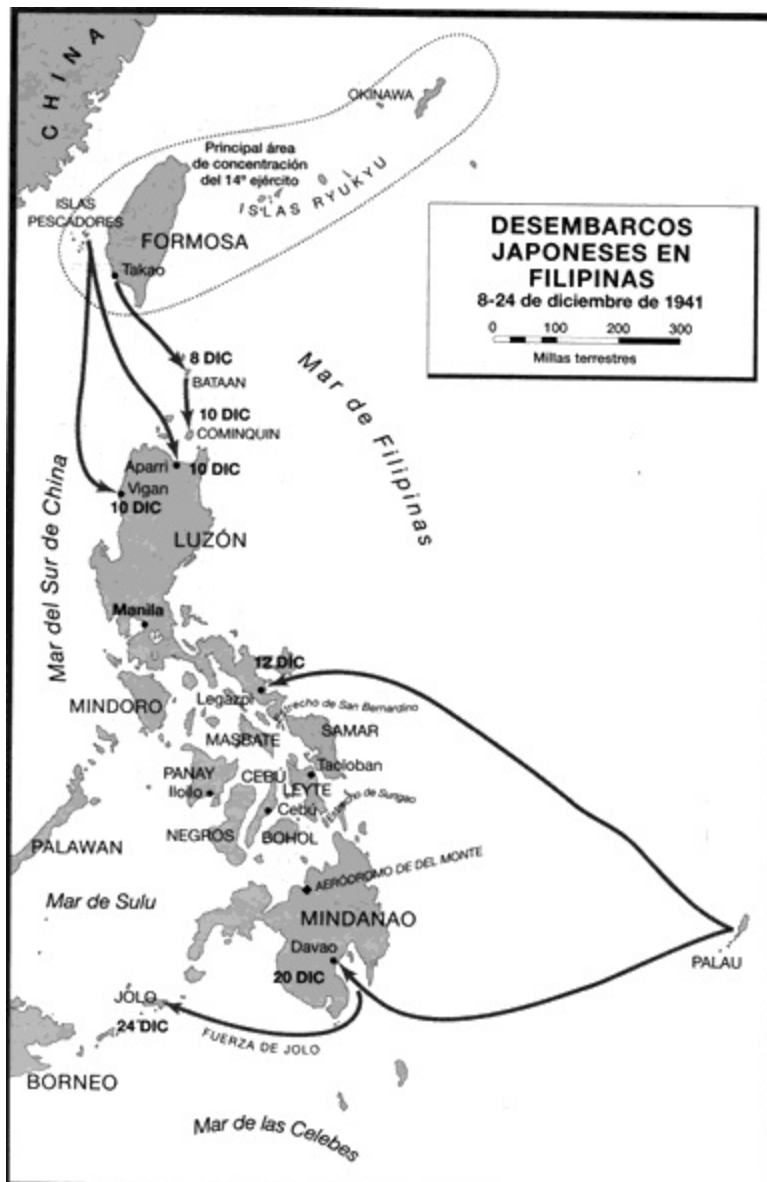 CHINA
OKINAWA
Principal área
de concentración
del 14º ejército
ISLAS RYUKYU
ISLAS
PESCADORES
FORMOSA
Takao
DESEMBARCOS
JAPONESES EN
FILIPINAS
8-24 de diciembre de 1941
0 100 200 300
Millas terrestres
8 DIC
BATAAN
10 DIC
COMINQUIN
Mar de Filipinas
Aparri
10 DIC
Vigan
10 DIC
Mar del Sur de China
LUZÓN
Manila
12 DIC
Legazpi
Estrecho de San Bernardino
MINDORO
SAMAR
MASBATE
PANAY
CEBÚ
Tacloban
Iloilo
LEYTE
Cebú
Estrecho de Surigao
NEGROS
BOHOL
PALAWAN
AERÓDROMO DE DEL MONTE
Mar de Sulu
MINDANAO
Davao
PALAU
20 DIC
JOLO
24 DIC
FUERZA DE JOLO
BORNEO
Mar de las Celebes